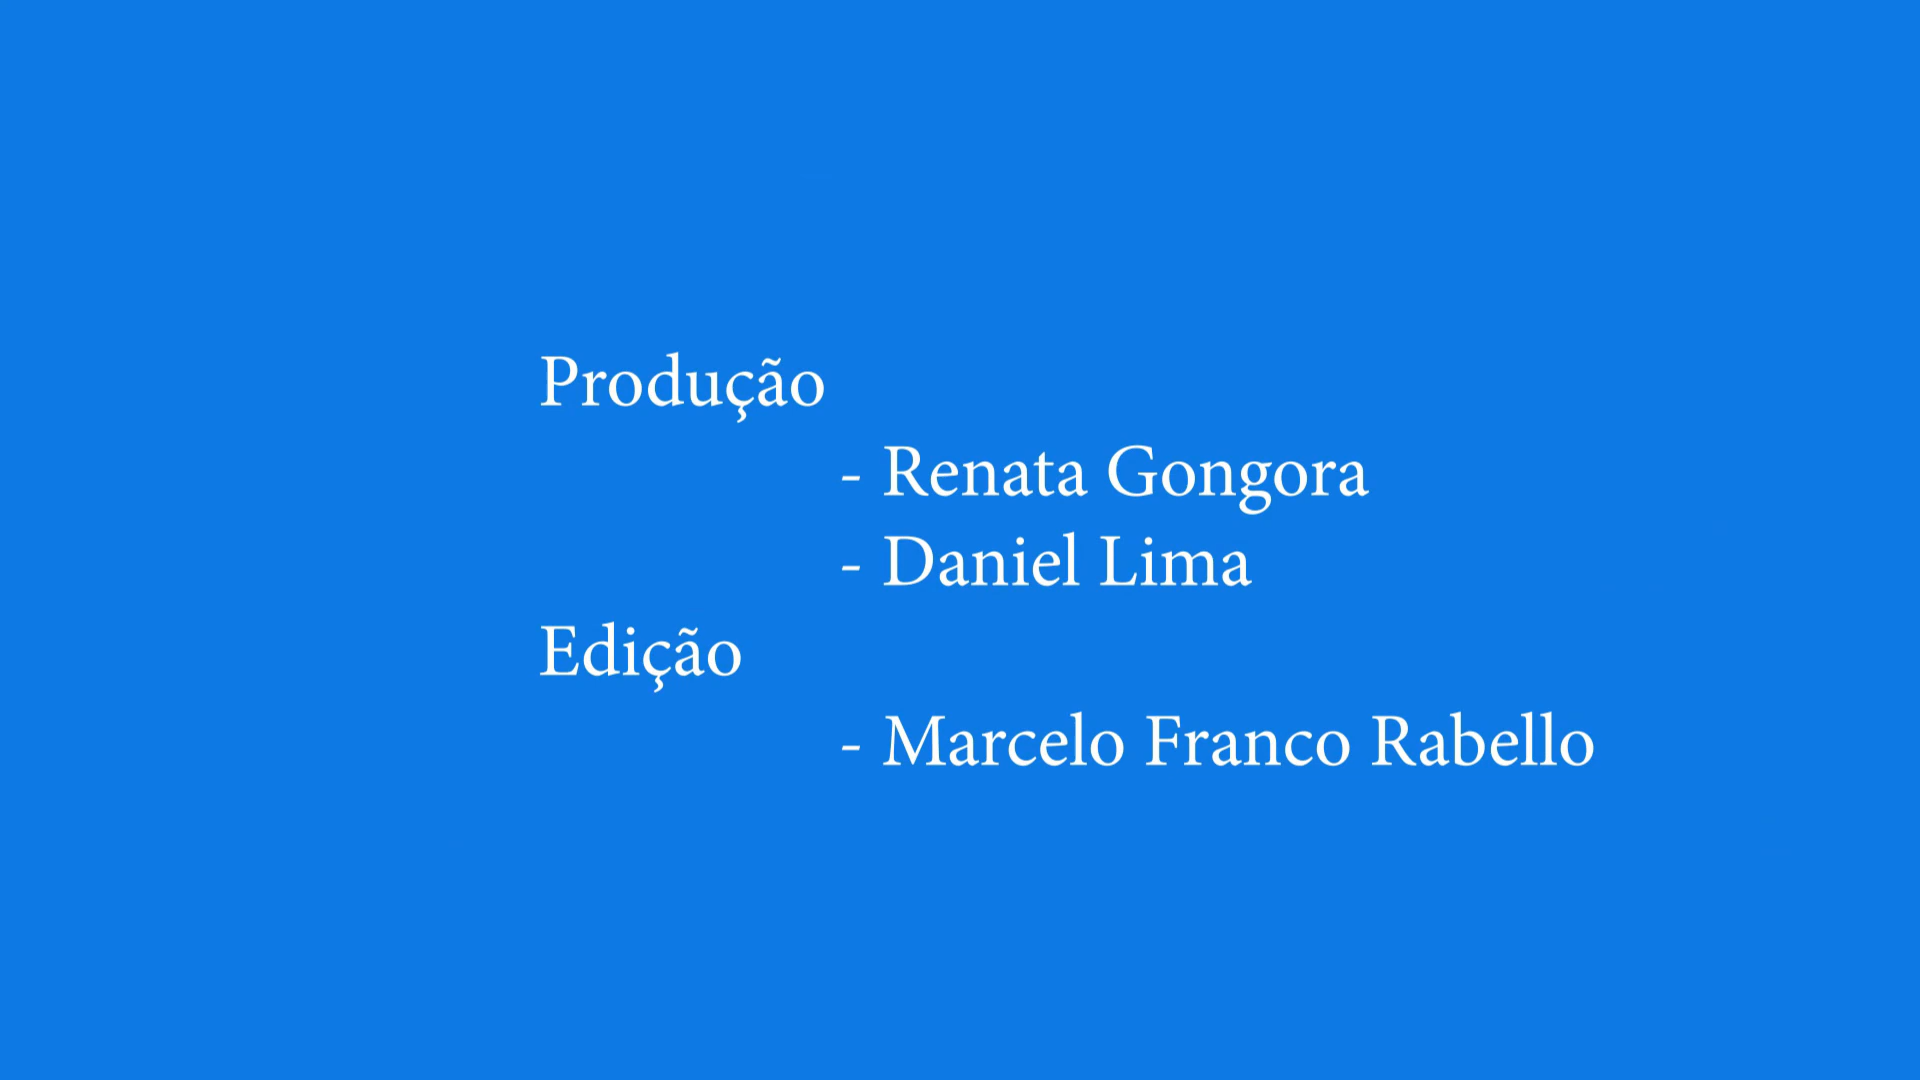 Produção
- Renata Gongora
- Daniel Lima
Edição
- Marcelo Franco Rabello